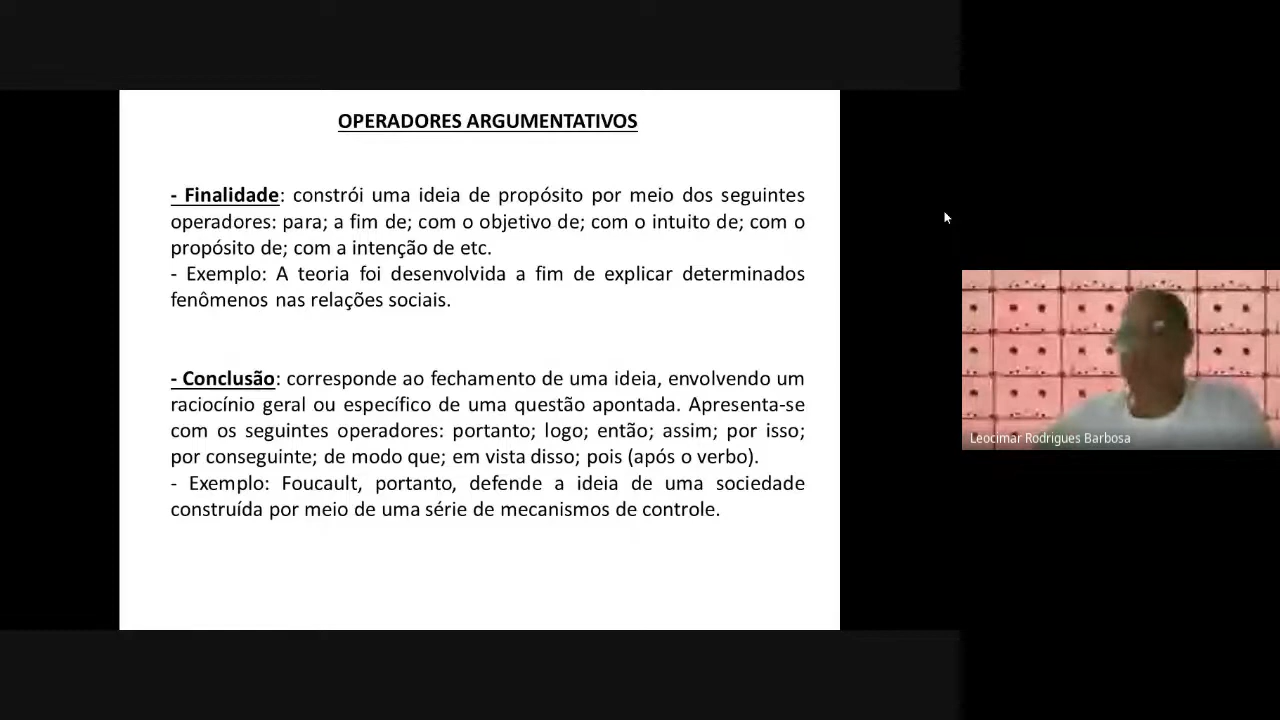 OPERADORES ARGUMENTATIVOS
- Finalidade: constrói uma ideia de propósito por meio dos seguintes
operadores: para; a fim de; com o objetivo de; com o intuito de; com o
propósito de; com a intenção de etc.
- Exemplo: A teoria foi desenvolvida a fim de explicar determinados
fenômenos nas relações sociais.
- Conclusão: corresponde ao fechamento de uma ideia, envolvendo um
raciocínio geral ou específico de uma questão apontada. Apresenta-se
com os seguintes operadores: portanto; logo; então; assim; por isso;
por conseguinte; de modo que; em vista disso; pois (após o verbo).
- Exemplo: Foucault, portanto, defende a ideia de uma sociedade
construída por meio de uma série de mecanismos de controle.
Leocimar Rodrigues Barbosa